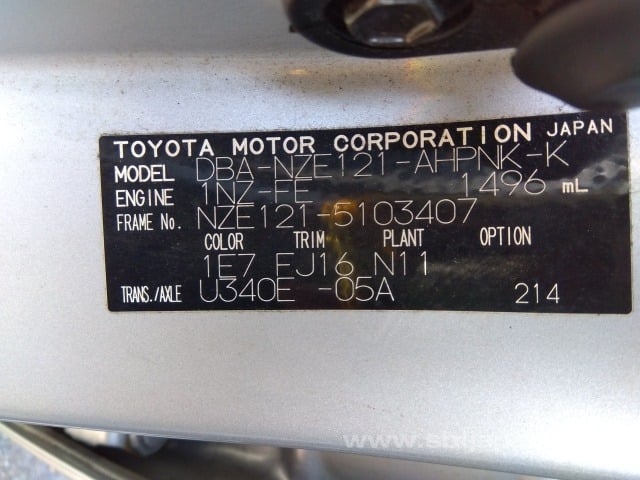 TOYOTA MOTOR CORPORATION JAPAN
MODEL DBA-NZE121-AHPNK-K
ENGINE 1NZ-FE 1496 mL
FRAME No. NZE121-5103407
COLOR TRIM PLANT OPTION
1E7 FJ16 N11
TRANS./AXLE U340E -05A 214